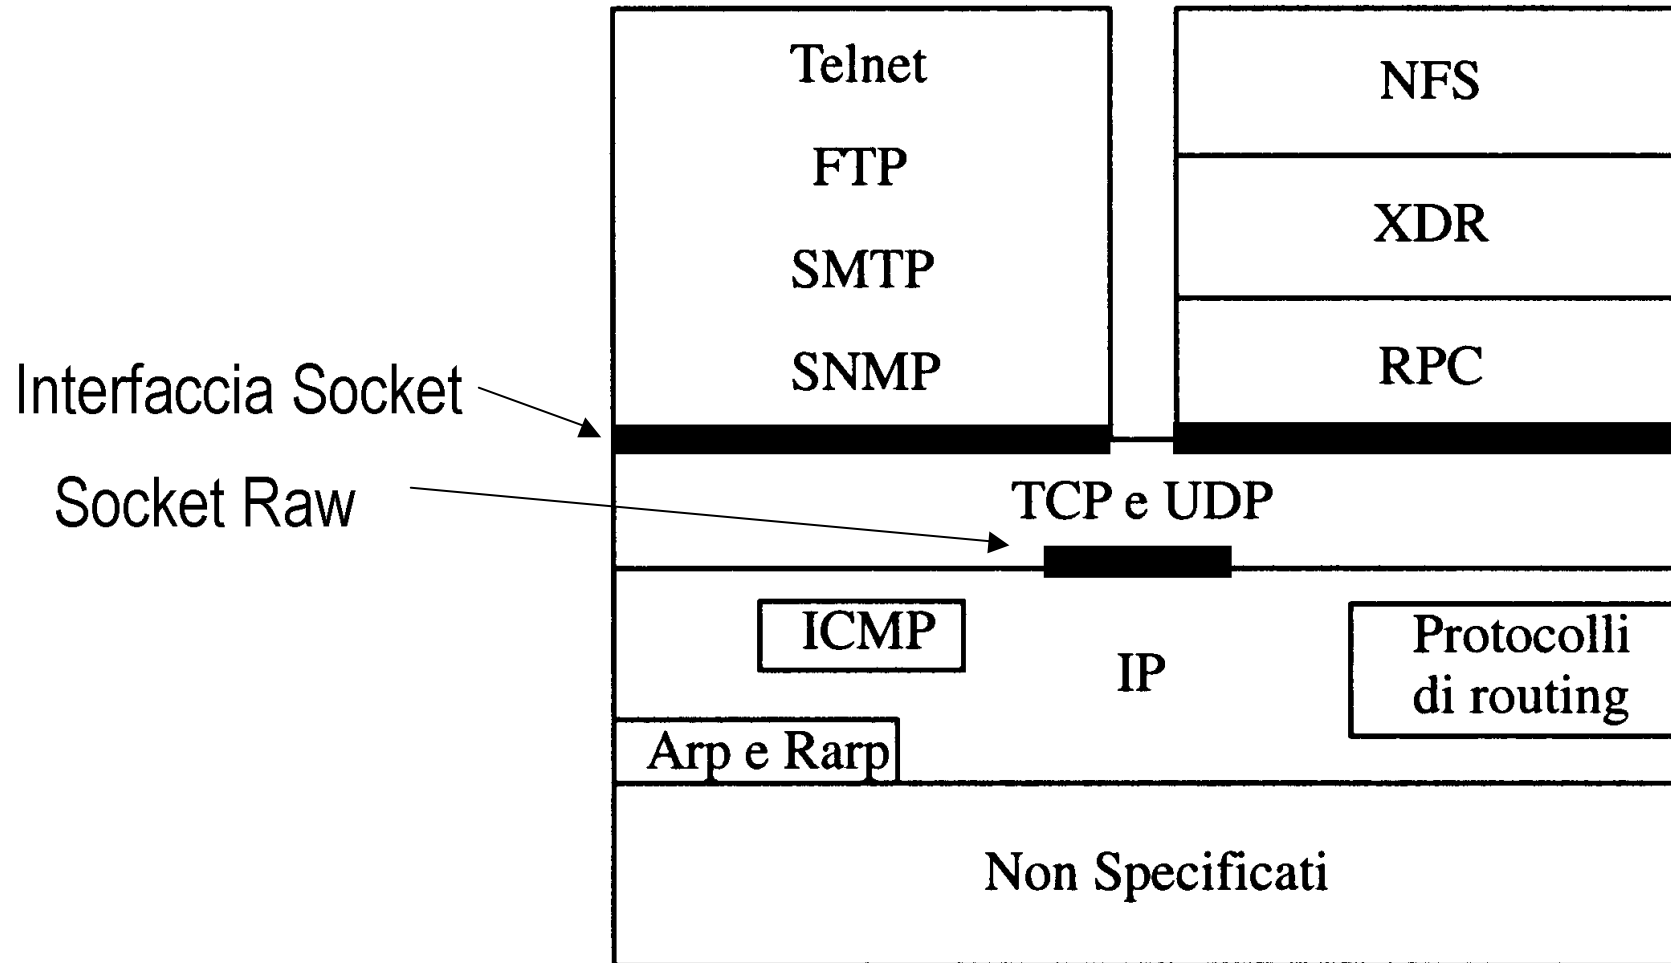 Telnet
FTP
SMTP
SNMP
NFS
XDR
RPC
Interfaccia Socket
Socket Raw
TCP e UDP
ICMP
IP
Protocolli
di routing
Arp e Rarp
Non Specificati